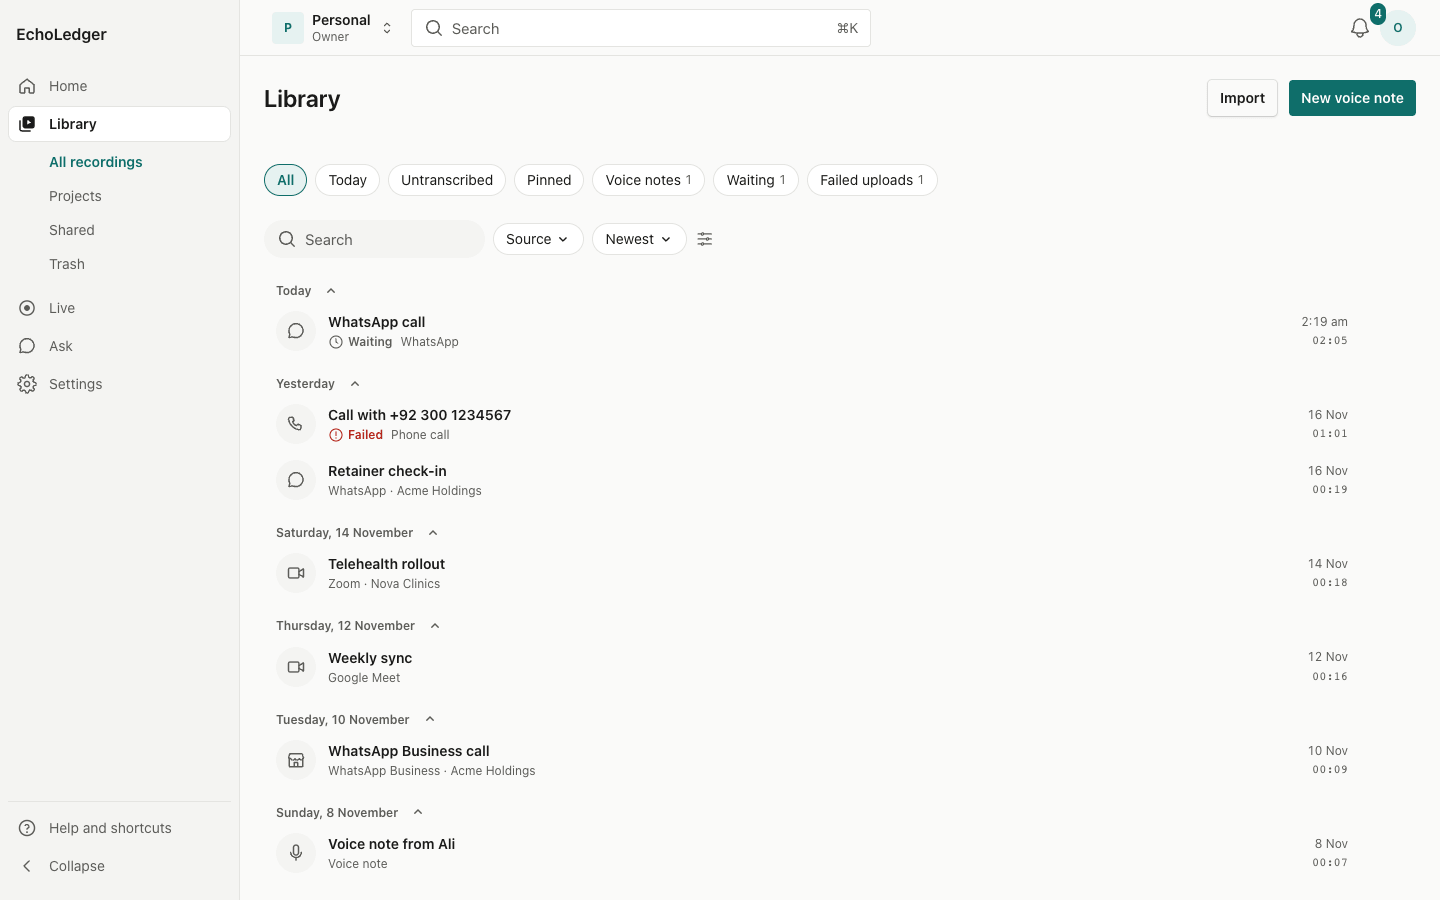 EchoLedger
Home
Library
All recordings
Projects
Shared
Trash
Live
Ask
Settings
Help and shortcuts
Collapse
P
Personal
Owner
Search
⌘K
4
O
Library
Import
New voice note
All
Today
Untranscribed
Pinned
Voice notes 1
Waiting 1
Failed uploads 1
Search
Source
Newest
Today
WhatsApp call
Waiting WhatsApp
2:19 am
02:05
Yesterday
Call with +92 300 1234567
Failed Phone call
16 Nov
01:01
Retainer check-in
WhatsApp · Acme Holdings
16 Nov
00:19
Saturday, 14 November
Telehealth rollout
Zoom · Nova Clinics
14 Nov
00:18
Thursday, 12 November
Weekly sync
Google Meet
12 Nov
00:16
Tuesday, 10 November
WhatsApp Business call
WhatsApp Business · Acme Holdings
10 Nov
00:09
Sunday, 8 November
Voice note from Ali
Voice note
8 Nov
00:07